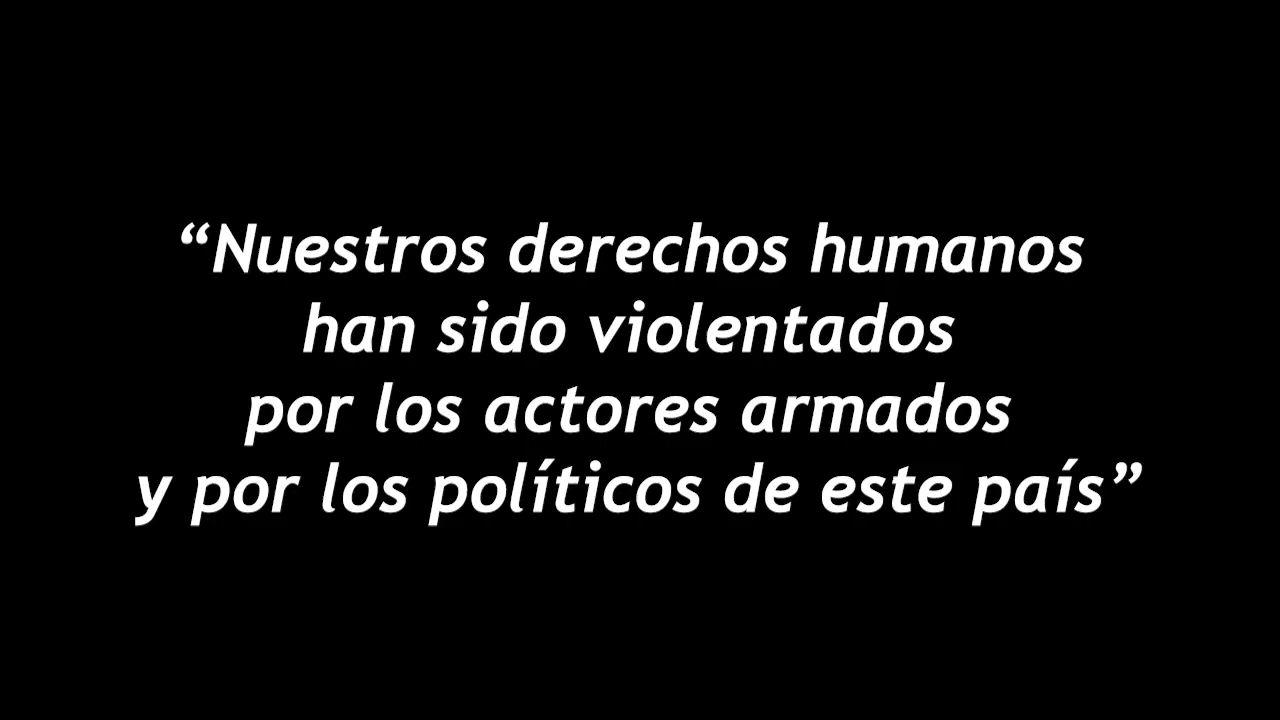 “Nuestros derechos humanos
han sido violentados
por los actores armados
y por los políticos de este país”